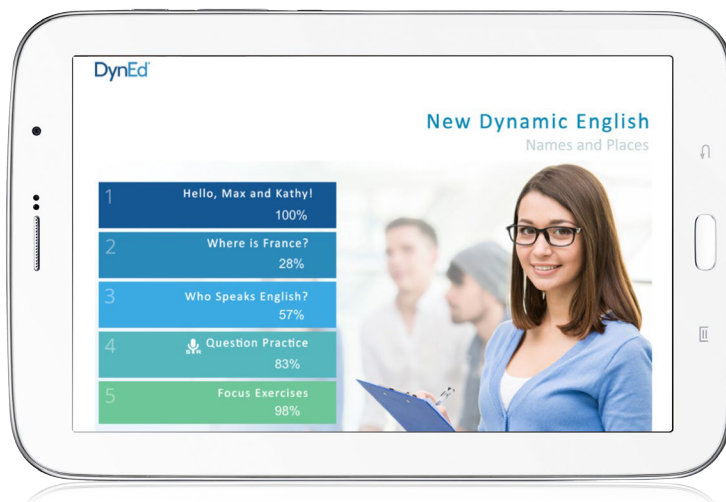 DynEd
New Dynamic English
Names and Places
1 Hello, Max and Kathy!
100%
2 Where is France?
28%
3 Who Speaks English?
57%
4 Question Practice
83%
5 Focus Exercises
98%